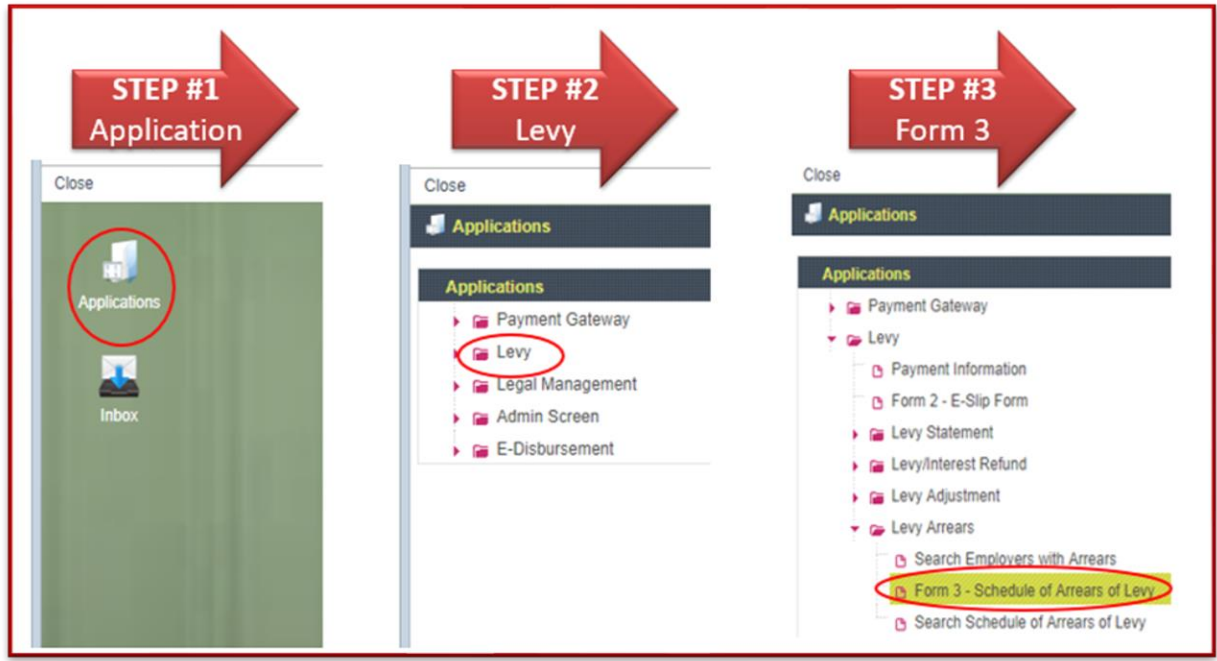 STEP #1
Application
Close
Applications
Inbox
STEP #2
Levy
Close
Applications
Applications
Payment Gateway
Levy
Legal Management
Admin Screen
E-Disbursement
STEP #3
Form 3
Close
Applications
Applications
Payment Gateway
Levy
Payment Information
Form 2 - E-Slip Form
Levy Statement
Levy/Interest Refund
Levy Adjustment
Levy Arrears
Search Employers with Arrears
Form 3 - Schedule of Arrears of Levy
Search Schedule of Arrears of Levy